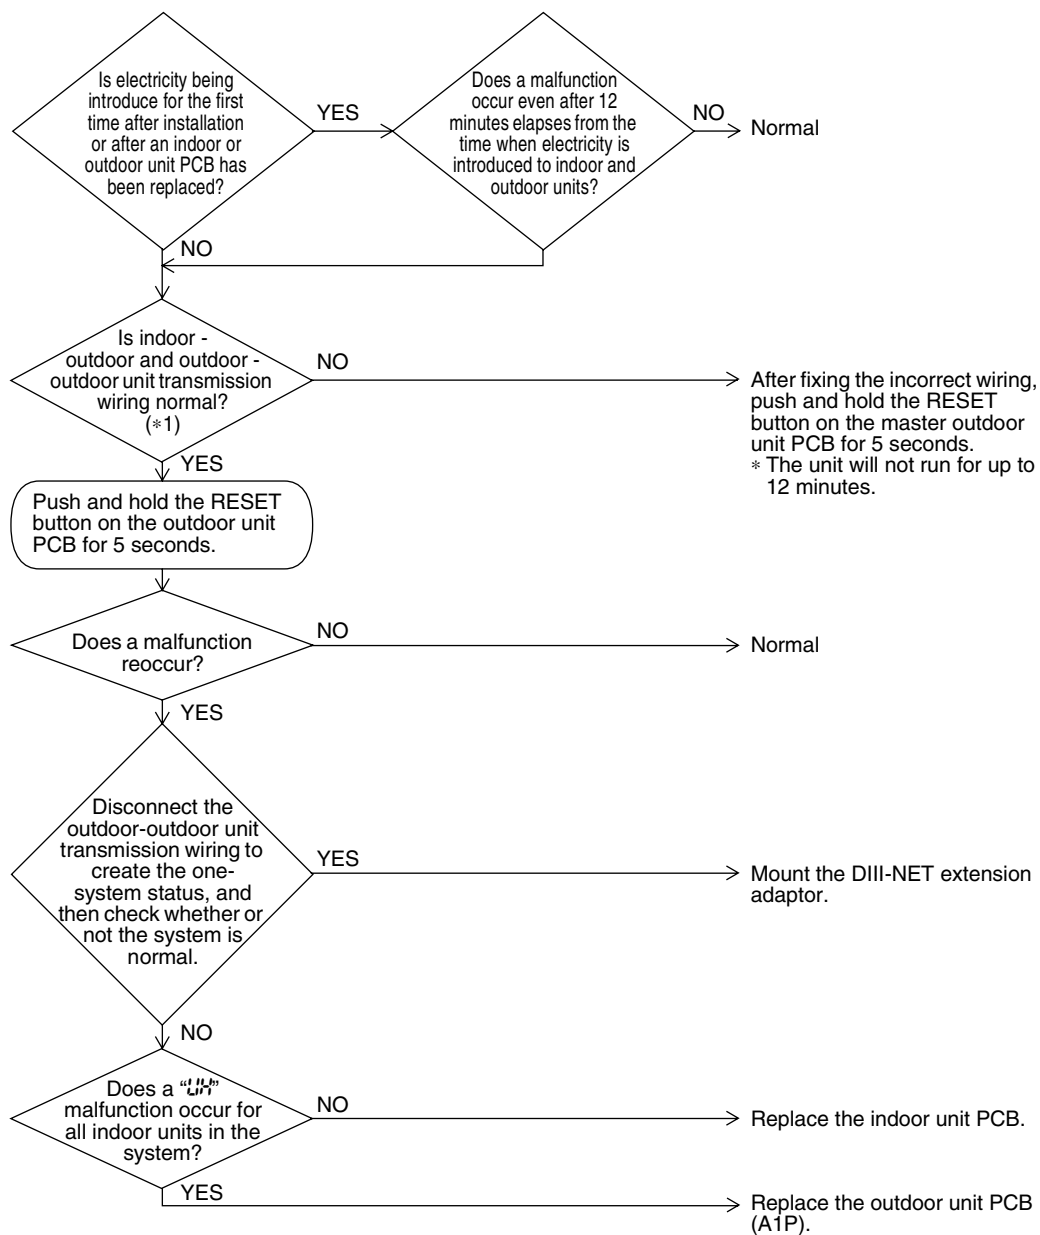 Is electricity being
introduce for the first
time after installation
or after an indoor or
outdoor unit PCB has
been replaced?
YES
Does a malfunction
occur even after 12
minutes elapses from the
time when electricity is
introduced to indoor and
outdoor units?
NO
Normal
NO
Is indoor -
outdoor and outdoor -
outdoor unit transmission
wiring normal?
(*1)
NO
After fixing the incorrect wiring,
push and hold the RESET
button on the master outdoor
unit PCB for 5 seconds.
* The unit will not run for up to
12 minutes.
YES
Push and hold the RESET
button on the outdoor unit
PCB for 5 seconds.
Does a malfunction
reoccur?
NO
Normal
YES
Disconnect the
outdoor-outdoor unit
transmission wiring to
create the one-
system status, and
then check whether or
not the system is
normal.
YES
Mount the DIII-NET extension
adaptor.
NO
Does a “UH”
malfunction occur for
all indoor units in the
system?
NO
Replace the indoor unit PCB.
YES
Replace the outdoor unit PCB
(A1P).